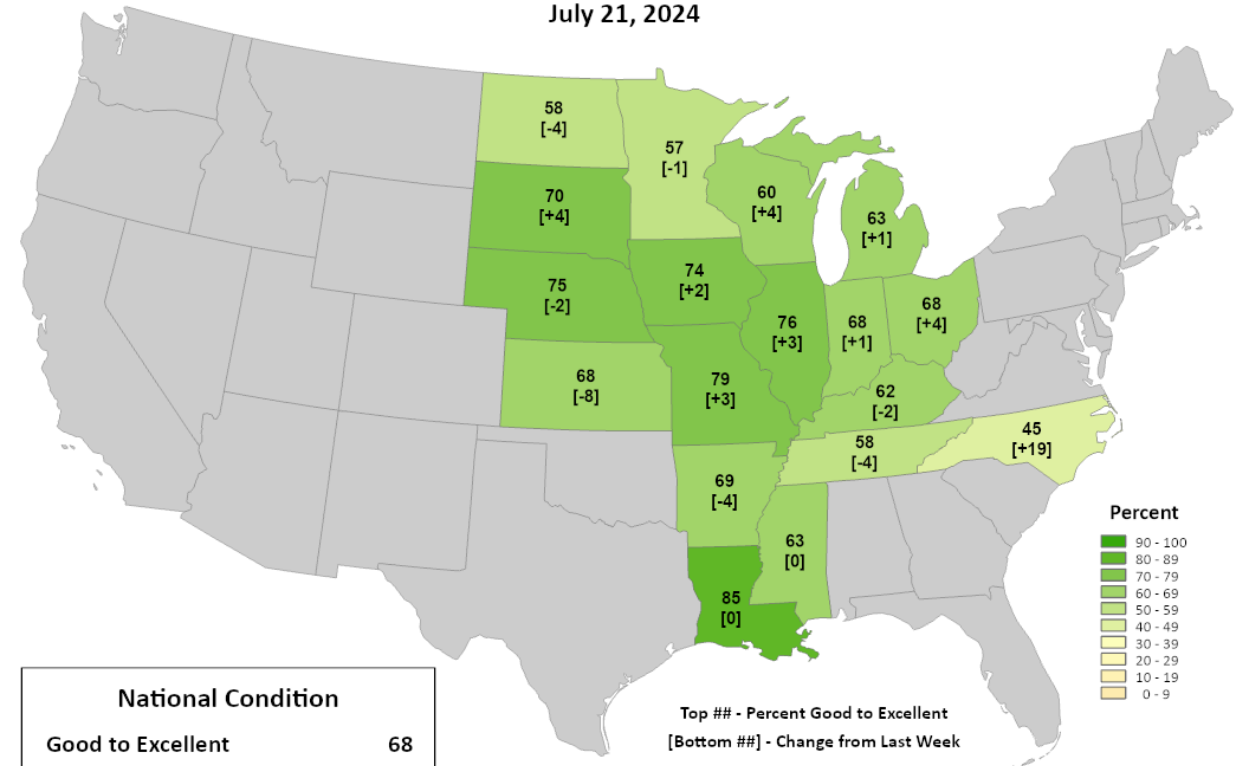 July 21, 2024
58
[-4]
57
[-1]
70
[+4]
60
[+4]
63
[+1]
75
[-2]
74
[+2]
76
[+3]
68
[+1]
68
[+4]
68
[-8]
79
[+3]
62
[-2]
58
[-4]
45
[+19]
69
[-4]
63
[0]
85
[0]
Percent
90 - 100
80 - 89
70 - 79
60 - 69
50 - 59
40 - 49
30 - 39
20 - 29
10 - 19
0 - 9
National Condition
Good to Excellent 68
Top ## - Percent Good to Excellent
[Bottom ##] - Change from Last Week